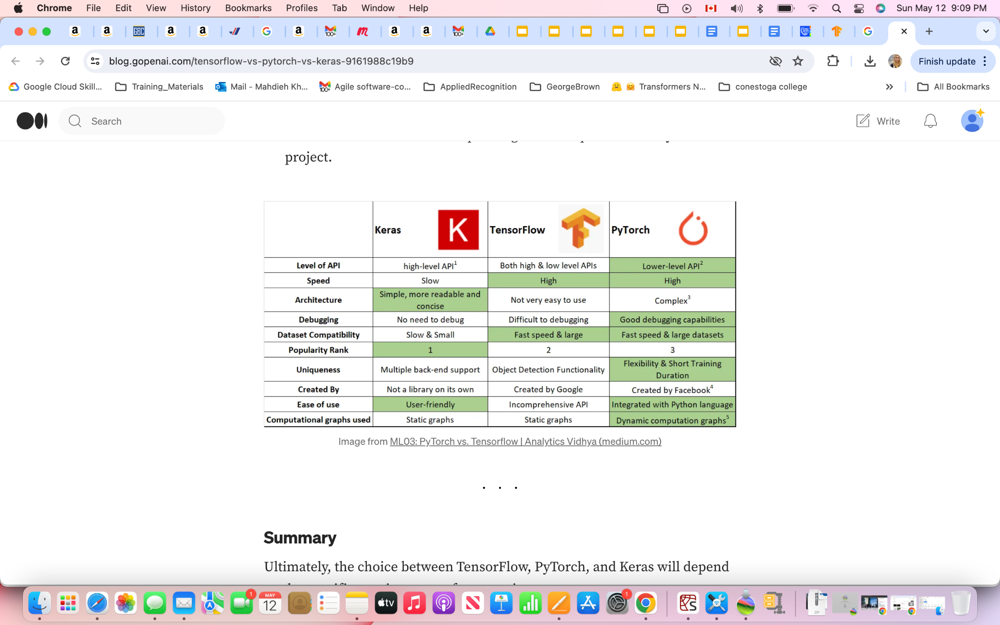 Chrome File Edit View History Bookmarks Profiles Tab Window Help Sun May 12 9:09 PM
blog.gopenai.com/tensorflow-vs-pytorch-vs-keras-9161988c19b9 Finish update
Google Cloud Skill... Training_Materials Mail - Mahdieh Kh... Agile software-co... AppliedRecognition GeorgeBrown Transformers N... conestoga college » All Bookmarks
Search Write
project.
Keras K TensorFlow PyTorch
Level of API high-level API¹ Both high & low level APIs Lower-level API²
Speed Slow High High
Architecture Simple, more readable and concise Not very easy to use Complex³
Debugging No need to debug Difficult to debugging Good debugging capabilities
Dataset Compatibility Slow & Small Fast speed & large Fast speed & large datasets
Popularity Rank 1 2 3
Uniqueness Multiple back-end support Object Detection Functionality Flexibility & Short Training Duration
Created By Not a library on its own Created by Google Created by Facebook⁴
Ease of use User-friendly Incomprehensive API Integrated with Python language
Computational graphs used Static graphs Static graphs Dynamic computation graphs⁵
Image from ML03: PyTorch vs. Tensorflow | Analytics Vidhya (medium.com)
. . .
Summary
Ultimately, the choice between TensorFlow, PyTorch, and Keras will depend
1 MAY 12 tv 1 ZIP